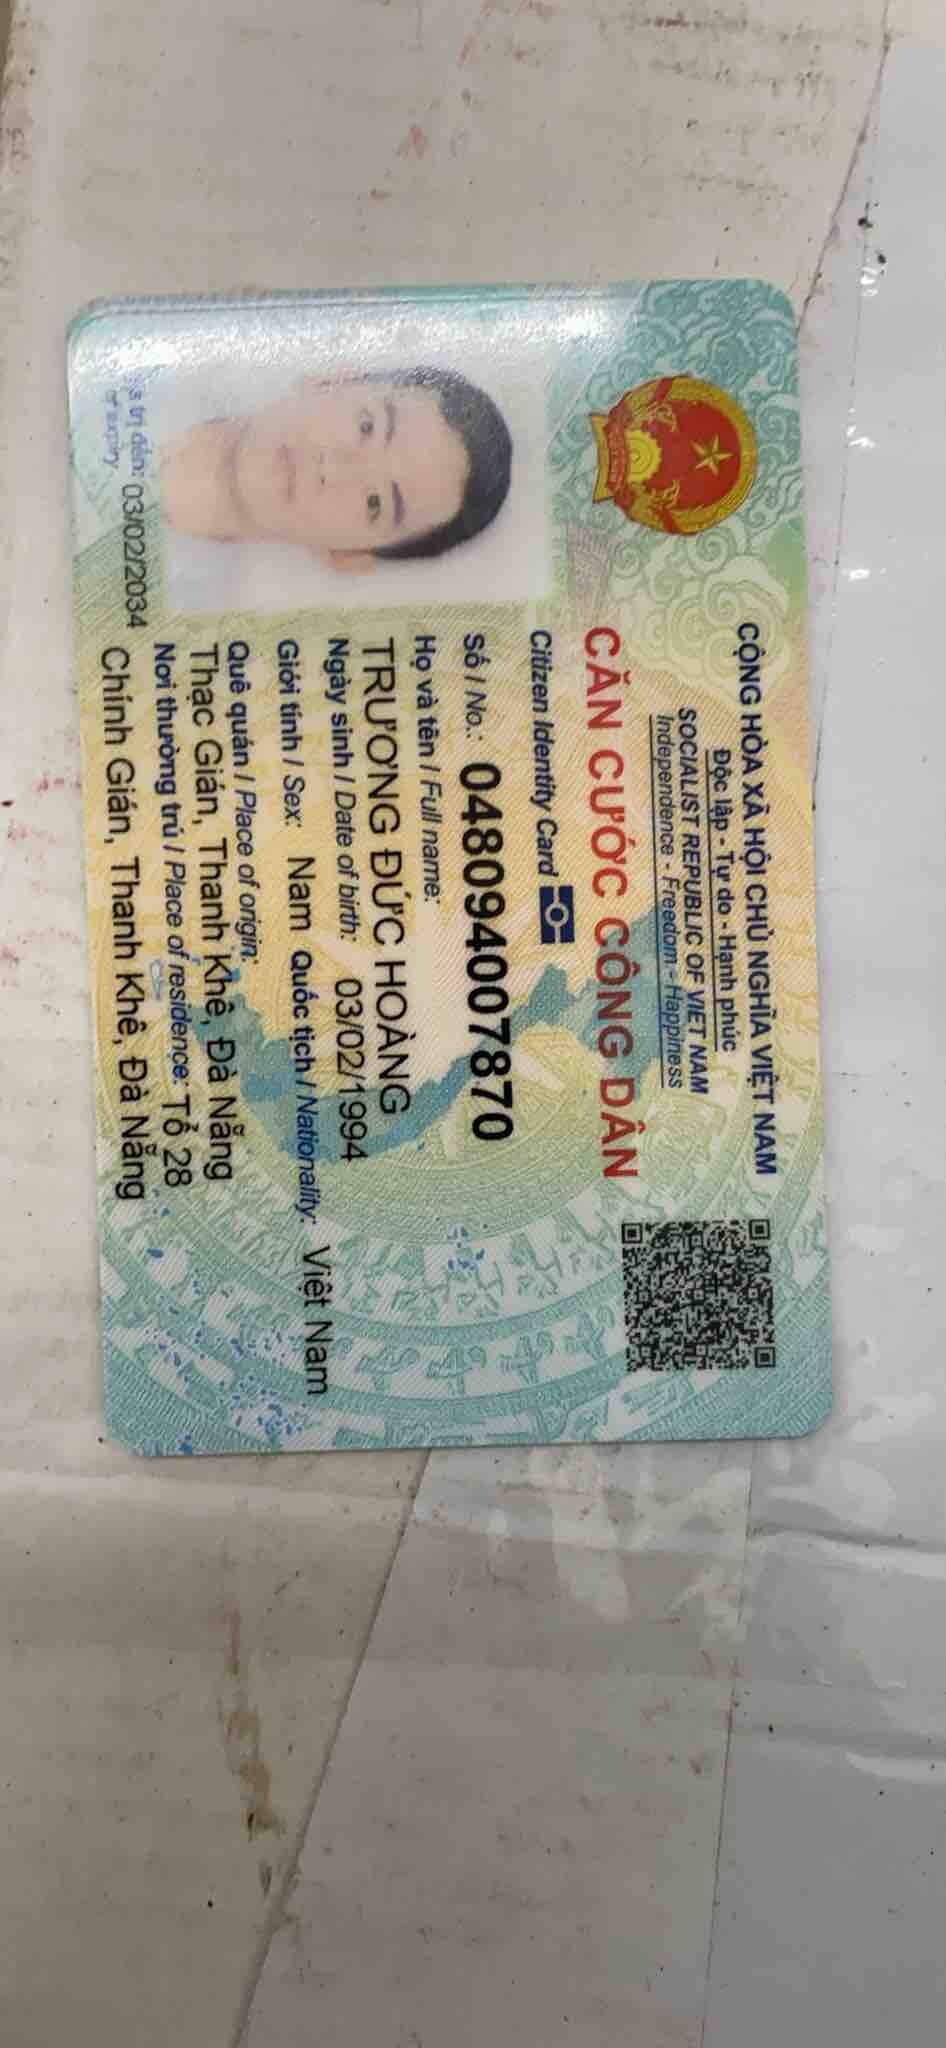 CỘNG HÒA XÃ HỘI CHỦ NGHĨA VIỆT NAM
Độc lập - Tự do - Hạnh phúc
SOCIALIST REPUBLIC OF VIET NAM
Independence - Freedom - Happiness
CĂN CƯỚC CÔNG DÂN
Citizen Identity Card
Số / No.: 048094007870
Họ và tên / Full name:
TRƯƠNG ĐỨC HOÀNG
Ngày sinh / Date of birth: 03/02/1994
Giới tính / Sex: Nam Quốc tịch / Nationality: Việt Nam
Quê quán / Place of origin:
Thạc Gián, Thanh Khê, Đà Nẵng
Nơi thường trú / Place of residence: Tổ 28
Chính Gián, Thanh Khê, Đà Nẵng
trị đến: 03/02/2034
of expiry